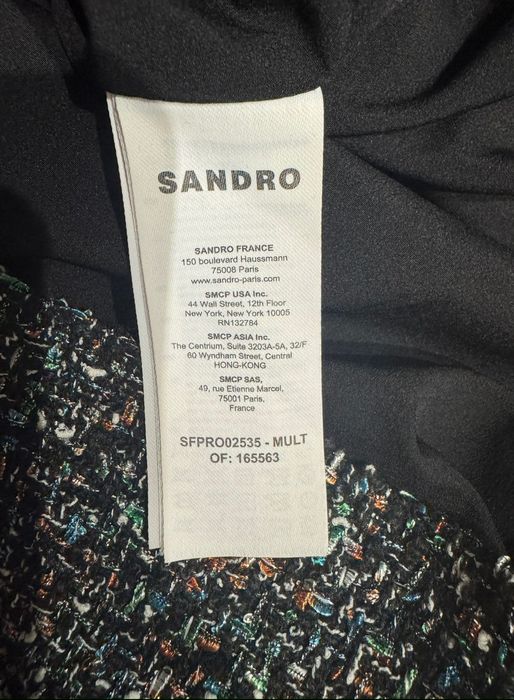 SANDRO
SANDRO FRANCE
150 boulevard Haussmann
75008 Paris
www.sandro-paris.com
SMCP USA Inc.
44 Wall Street, 12th Floor
New York, New York 10005
RN132784
SMCP ASIA Inc.
The Centrium, Suite 3203A-5A, 32/F
60 Wyndham Street, Central
HONG-KONG
SMCP SAS,
49, rue Etienne Marcel,
75001 Paris,
France
SFPRO02535 - MULT
OF: 165563